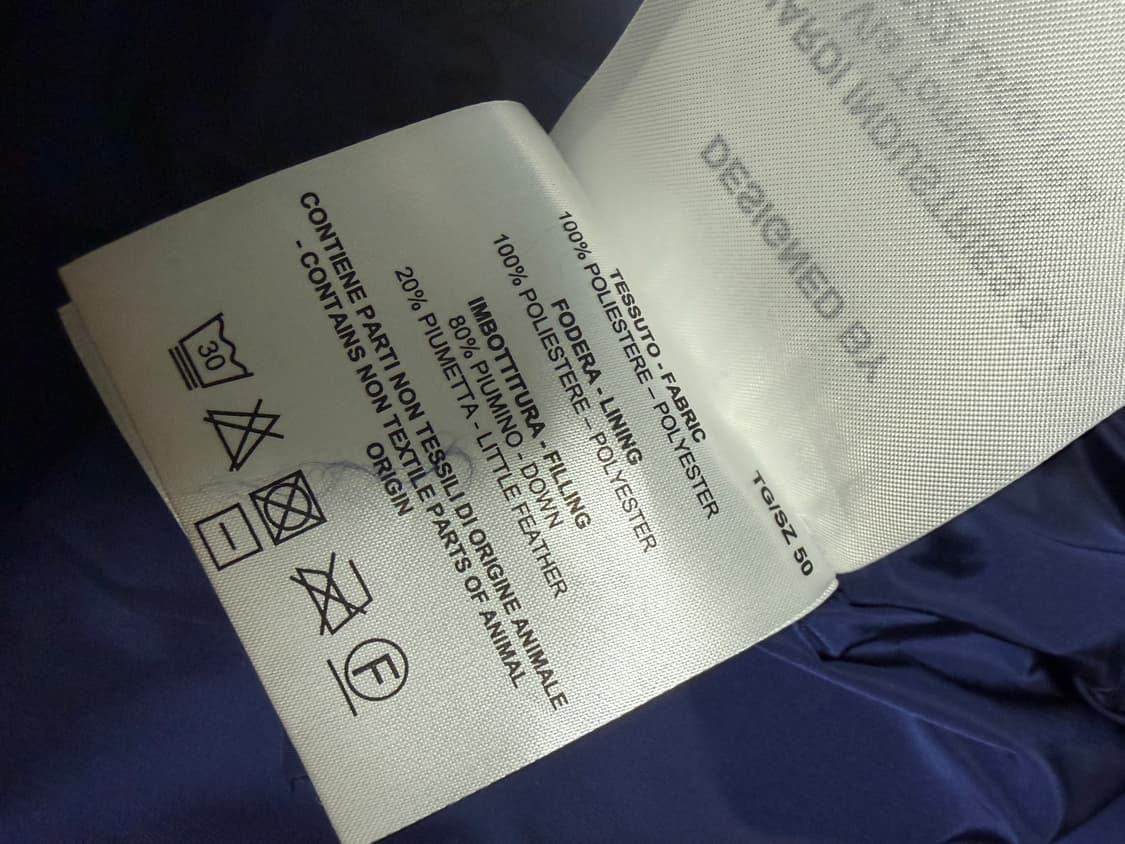 TG|SZ 50
TESSUTO - FABRIC
100% POLIESTERE – POLYESTER
FODERA - LINING
100% POLIESTERE – POLYESTER
IMBOTTITURA - FILLING
80% PIUMINO - DOWN
20% PIUMETTA - LITTLE FEATHER
CONTIENE PARTI NON TESSILI DI ORIGINE ANIMALE
- CONTAINS NON TEXTILE PARTS OF ANIMAL
ORIGIN
30
F
DESIGNED BY